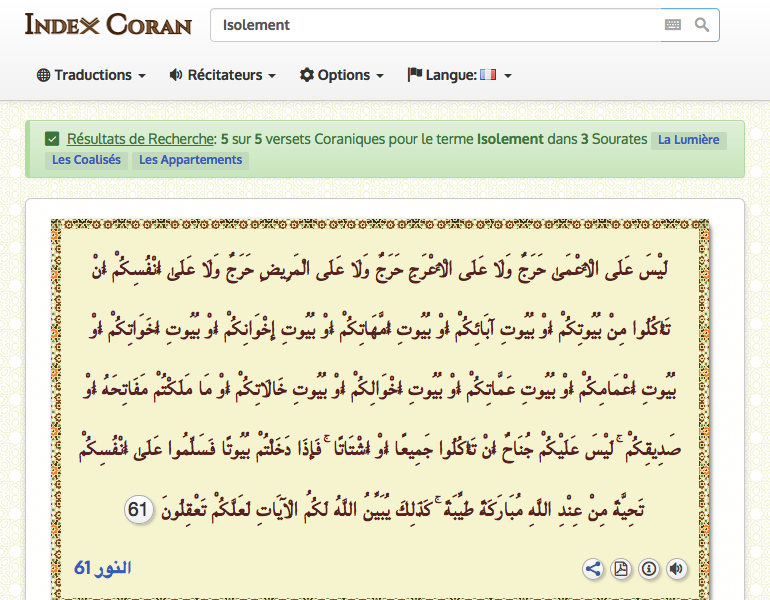 Index Coran
Isolement
Traductions
Récitateurs
Options
Langue:
Résultats de Recherche: 5 sur 5 versets Coraniques pour le terme Isolement dans 3 Sourates La Lumière
Les Coalisés Les Appartements
لَيْسَ عَلَى الْأَعْمَىٰ حَرَجٌ وَلَا عَلَى الْأَعْرَجِ حَرَجٌ وَلَا عَلَى الْمَرِيضِ حَرَجٌ وَلَا عَلَىٰ أَنْفُسِكُمْ أَنْ
تَأْكُلُوا مِنْ بُيُوتِكُمْ أَوْ بُيُوتِ آبَائِكُمْ أَوْ بُيُوتِ أُمَّهَاتِكُمْ أَوْ بُيُوتِ إِخْوَانِكُمْ أَوْ بُيُوتِ أَخَوَاتِكُمْ أَوْ
بُيُوتِ أَعْمَامِكُمْ أَوْ بُيُوتِ عَمَّاتِكُمْ أَوْ بُيُوتِ أَخْوَالِكُمْ أَوْ بُيُوتِ خَالَاتِكُمْ أَوْ مَا مَلَكْتُمْ مَفَاتِحَهُ أَوْ
صَدِيقِكُمْ ۚ لَيْسَ عَلَيْكُمْ جُنَاحٌ أَنْ تَأْكُلُوا جَمِيعًا أَوْ أَشْتَاتًا ۚ فَإِذَا دَخَلْتُمْ بُيُوتًا فَسَلِّمُوا عَلَىٰ أَنْفُسِكُمْ
تَحِيَّةً مِنْ عِنْدِ اللَّهِ مُبَارَكَةً طَيِّبَةً ۚ كَذَٰلِكَ يُبَيِّنُ اللَّهُ لَكُمُ الْآيَاتِ لَعَلَّكُمْ تَعْقِلُونَ 61
النور 61